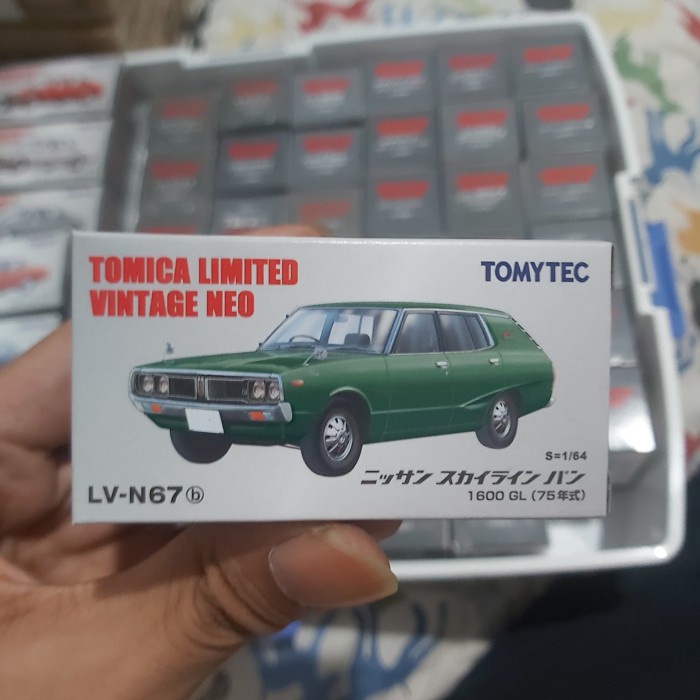 TOMICA LIMITED
VINTAGE NEO
TOMYTEC
S=1/64
ニッサン スカイライン バン
LV-N67ⓑ
1600 GL (75年式)